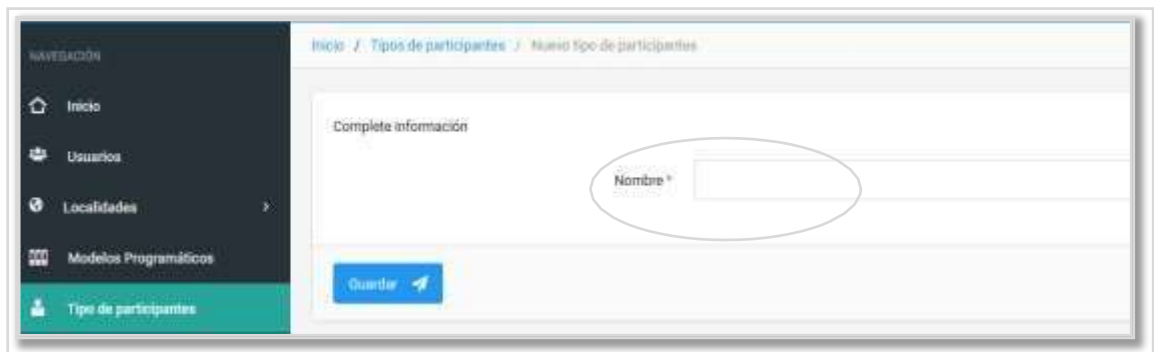 Inicio / Tipos de participantes / Nuevo tipo de participantes
NAVEGACIÓN
Inicio
Usuarios
Localidades
Modelos Programáticos
Tipo de participantes
Complete información
Nombre *
Guardar